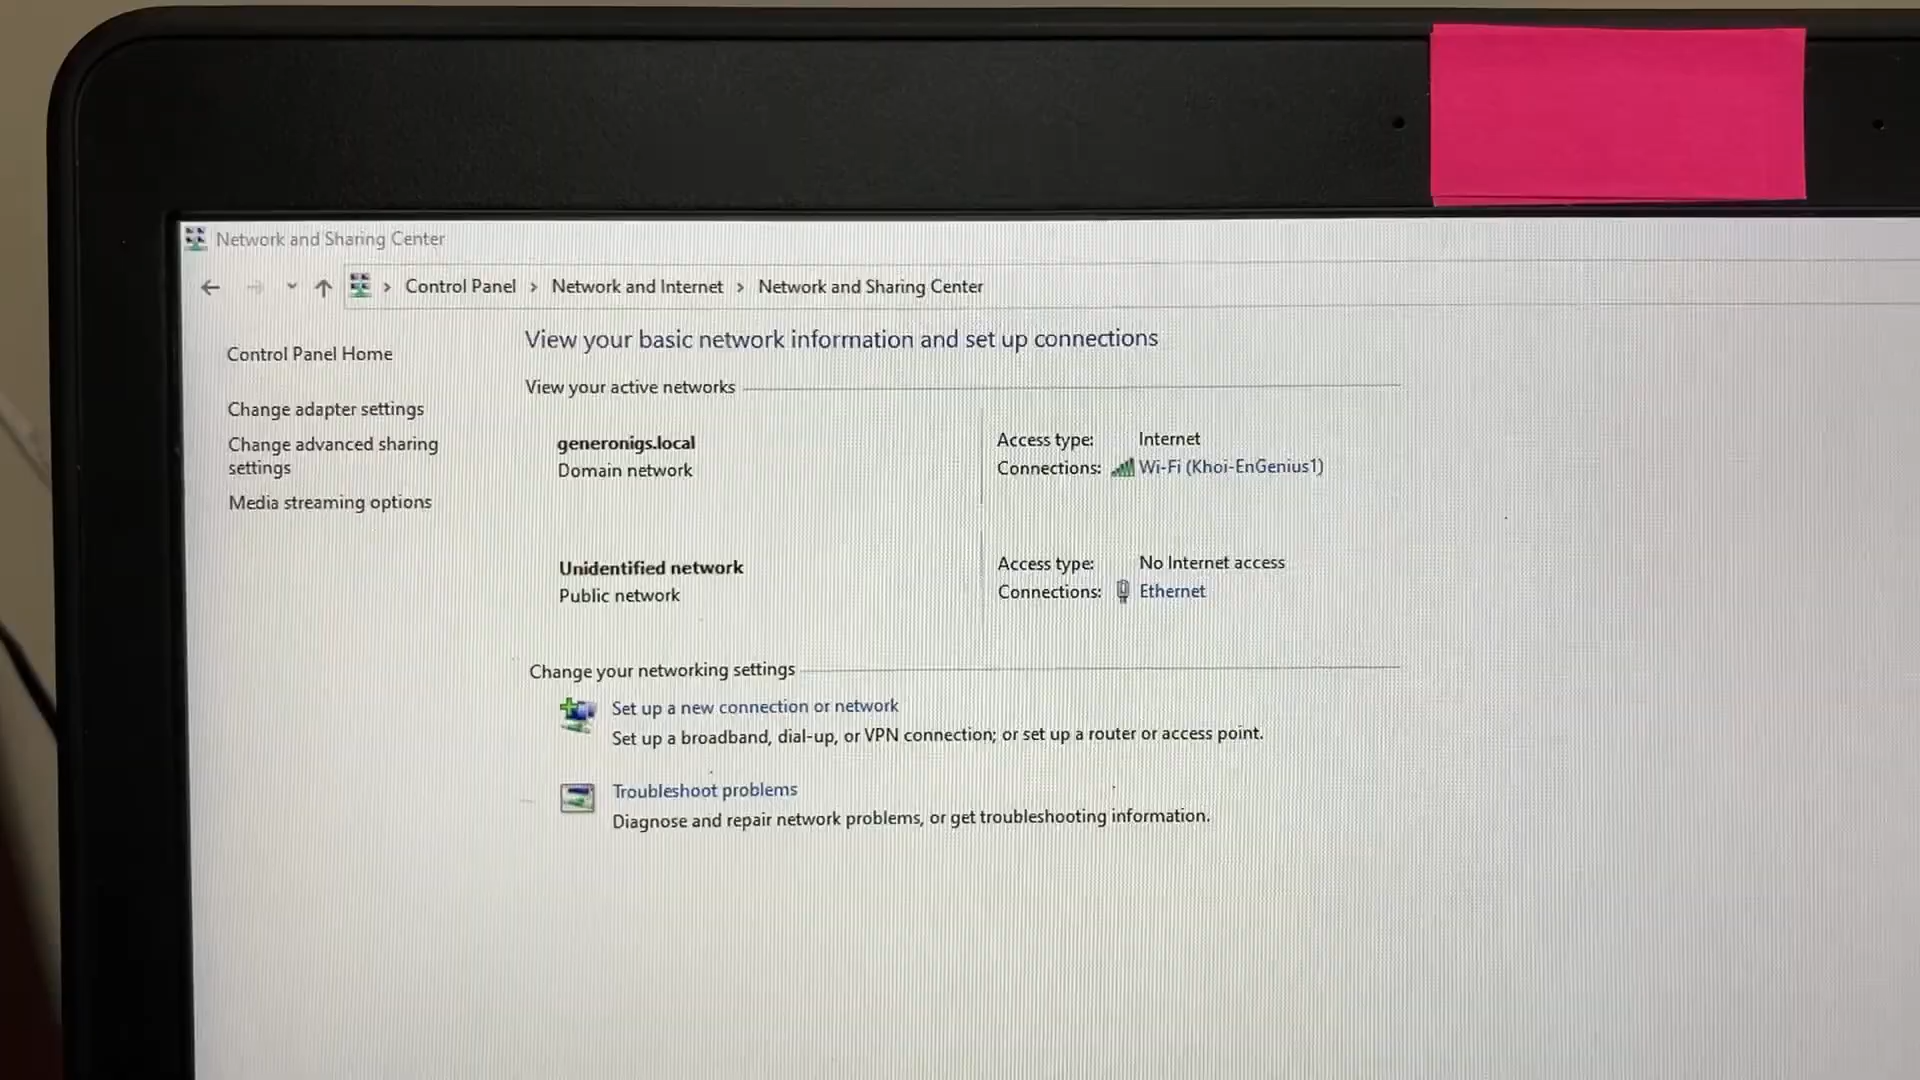 Network and Sharing Center
Control Panel > Network and Internet > Network and Sharing Center
Control Panel Home
Change adapter settings
Change advanced sharing
settings
Media streaming options
View your basic network information and set up connections
View your active networks
generonigs.local
Domain network
Access type: Internet
Connections: Wi-Fi (Khoi-EnGenius1)
Unidentified network
Public network
Access type: No Internet access
Connections: Ethernet
Change your networking settings
Set up a new connection or network
Set up a broadband, dial-up, or VPN connection; or set up a router or access point.
Troubleshoot problems
Diagnose and repair network problems, or get troubleshooting information.